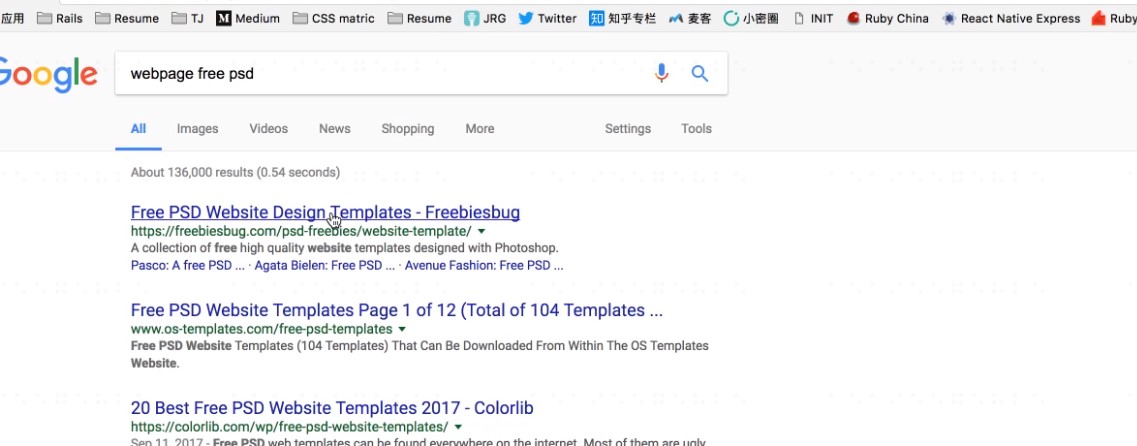 应用 Rails Resume TJ Medium CSS matric Resume JRG Twitter 知 知乎专栏 麦客 小密圈 INIT Ruby China React Native Express Ruby
Google webpage free psd
All Images Videos News Shopping More Settings Tools
About 136,000 results (0.54 seconds)
Free PSD Website Design Templates - Freebiesbug
https://freebiesbug.com/psd-freebies/website-template/
A collection of free high quality website templates designed with Photoshop.
Pasco: A free PSD ... · Agata Bielen: Free PSD ... · Avenue Fashion: Free PSD ...
Free PSD Website Templates Page 1 of 12 (Total of 104 Templates ...
www.os-templates.com/free-psd-templates
Free PSD Website Templates (104 Templates) That Can Be Downloaded From Within The OS Templates
Website.
20 Best Free PSD Website Templates 2017 - Colorlib
https://colorlib.com/wp/free-psd-website-templates/
Sep 11, 2017 - Free PSD web templates can be found everywhere on the internet. Most of them are ugly